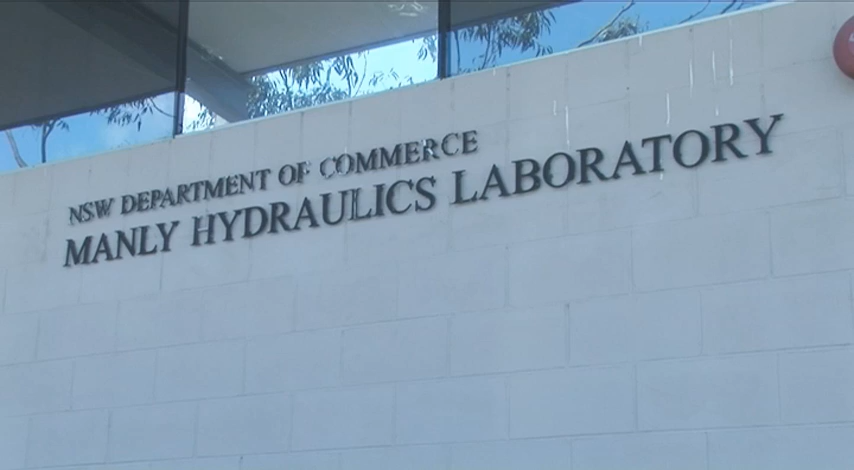 NSW DEPARTMENT OF COMMERCE
MANLY HYDRAULICS LABORATORY